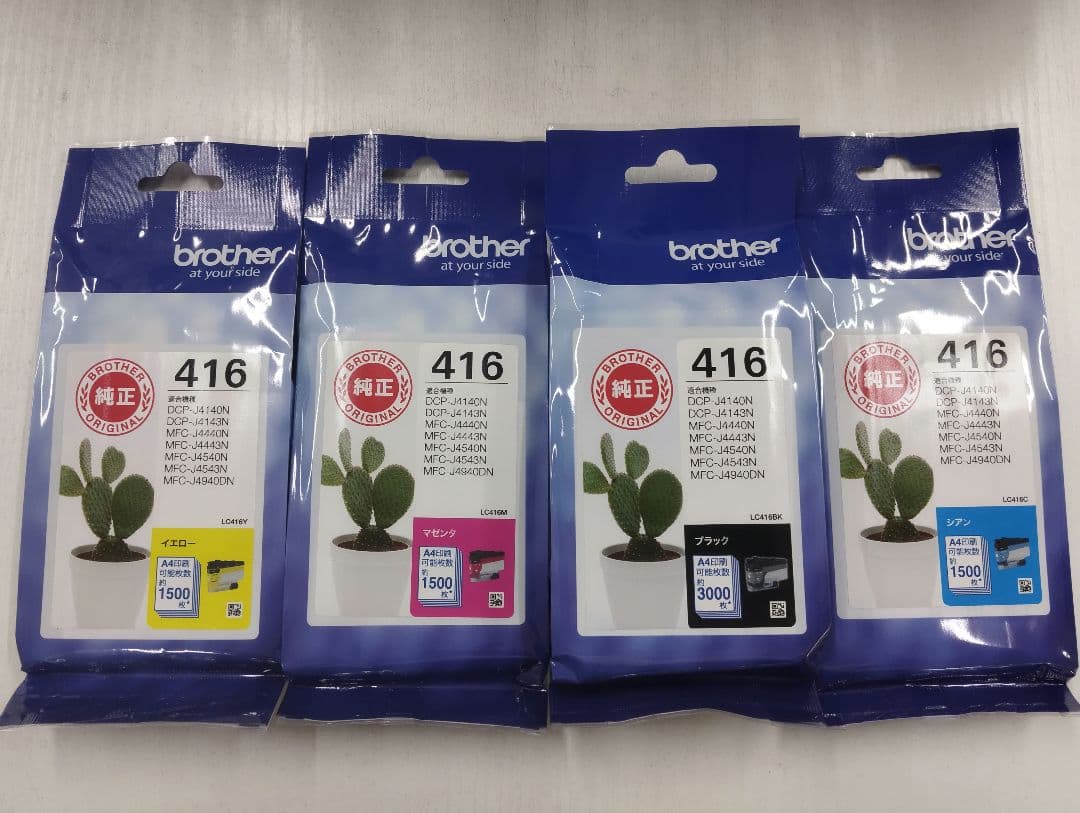 brother
at your side
BROTHER
純正
ORIGINAL
416
適合機種
DCP-J4140N
DCP-J4143N
MFC-J4440N
MFC-J4443N
MFC-J4540N
MFC-J4543N
MFC-J4940DN
LC416Y
イエロー
A4印刷
可能枚数
約
1500
枚*
brother
at your side
BROTHER
純正
ORIGINAL
416
適合機種
DCP-J4140N
DCP-J4143N
MFC-J4440N
MFC-J4443N
MFC-J4540N
MFC-J4543N
MFC-J4940DN
LC416M
マゼンタ
A4印刷
可能枚数
約
1500
枚*
brother
at your side
BROTHER
純正
ORIGINAL
416
適合機種
DCP-J4140N
DCP-J4143N
MFC-J4440N
MFC-J4443N
MFC-J4540N
MFC-J4543N
MFC-J4940DN
LC416BK
ブラック
A4印刷
可能枚数
約
3000
枚*
brother
at your side
BROTHER
純正
ORIGINAL
416
適合機種
DCP-J4140N
DCP-J4143N
MFC-J4440N
MFC-J4443N
MFC-J4540N
MFC-J4543N
MFC-J4940DN
LC416C
シアン
A4印刷
可能枚数
約
1500
枚*